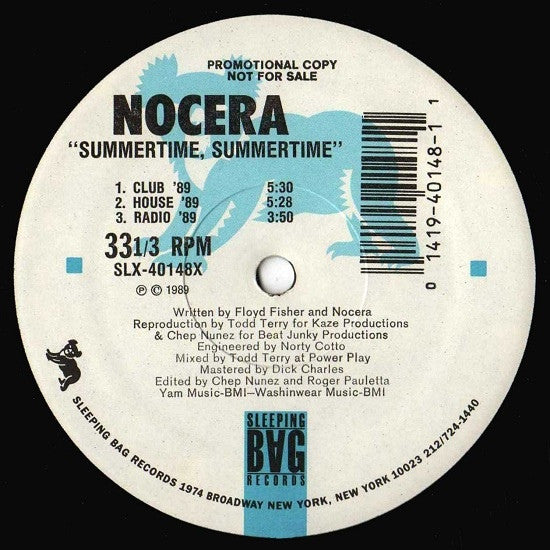 PROMOTIONAL COPY
NOT FOR SALE
NOCERA
"SUMMERTIME, SUMMERTIME"
1. CLUB '89 5:30
2. HOUSE '89 5:28
3. RADIO '89 3:50
33 1/3 RPM
SLX-40148X
℗ © 1989
0 1419-40148-1 1
Written by Floyd Fisher and Nocera
Reproduction by Todd Terry for Kaze Productions
& Chep Nunez for Beat Junky Productions
Engineered by Norty Cotto
Mixed by Todd Terry at Power Play
Mastered by Dick Charles
Edited by Chep Nunez and Roger Pauletta
Yam Music-BMI—Washinwear Music-BMI
SLEEPING
BAG
RECORDS
SLEEPING BAG RECORDS 1974 BROADWAY NEW YORK, NEW YORK 10023 212/724-1440